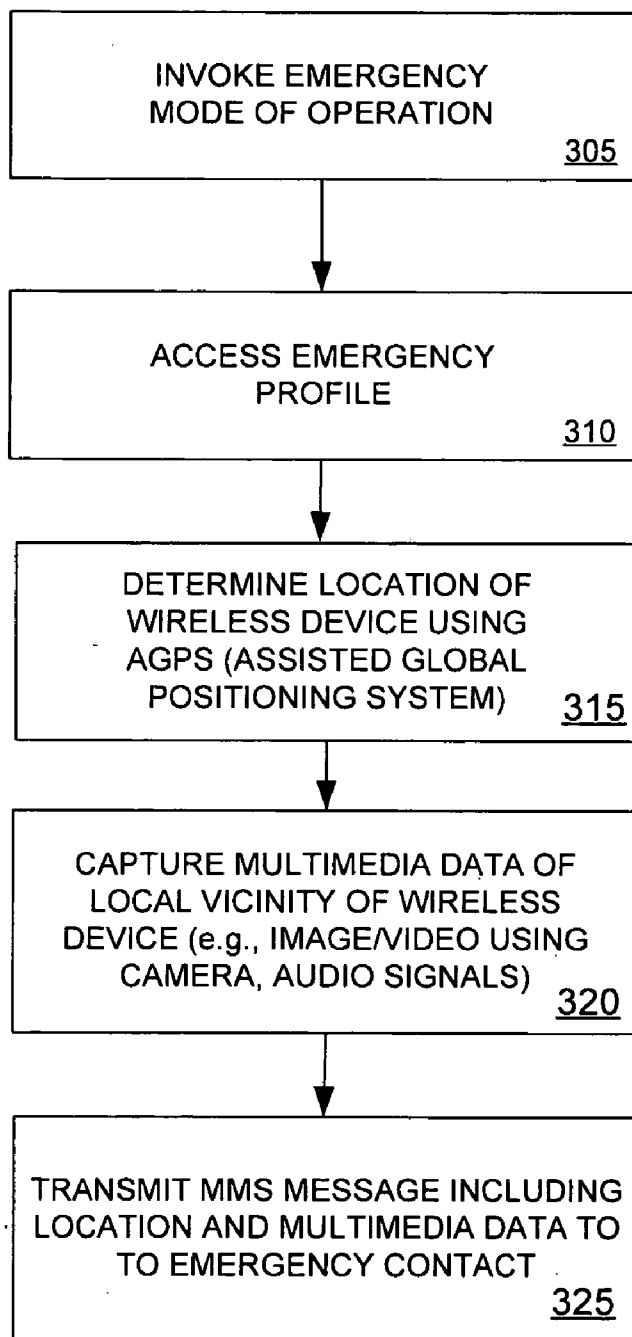 INVOKE EMERGENCY
MODE OF OPERATION
305
ACCESS EMERGENCY
PROFILE
310
DETERMINE LOCATION OF
WIRELESS DEVICE USING
AGPS (ASSISTED GLOBAL
POSITIONING SYSTEM)
315
CAPTURE MULTIMEDIA DATA OF
LOCAL VICINITY OF WIRELESS
DEVICE (e.g., IMAGE/VIDEO USING
CAMERA, AUDIO SIGNALS)
320
TRANSMIT MMS MESSAGE INCLUDING
LOCATION AND MULTIMEDIA DATA TO
TO EMERGENCY CONTACT
325